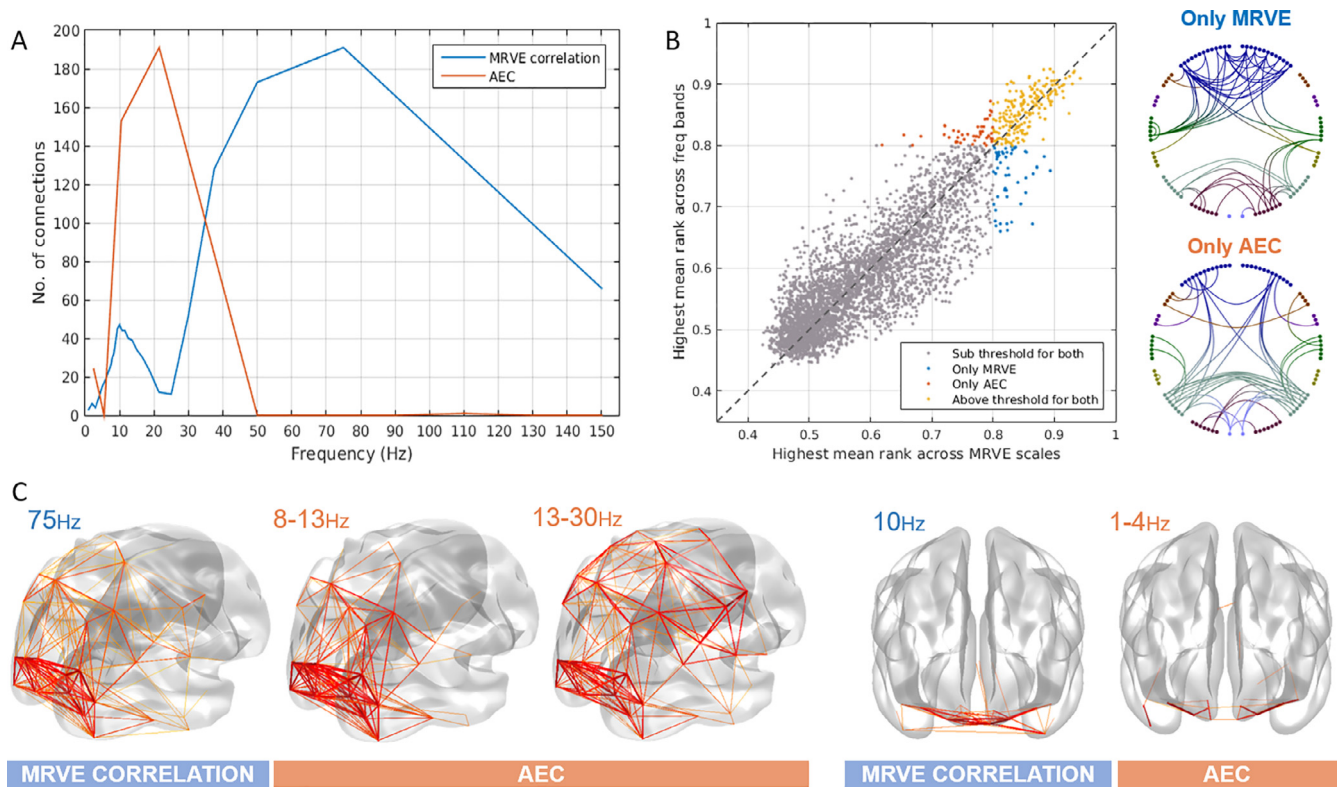 A
No. of connections
200
180
160
140
120
100
80
60
40
20
0
0 10 20 30 40 50 60 70 80 90 100 110 120 130 140 150
Frequency (Hz)
MRVE correlation
AEC
B
Highest mean rank across freq bands
1
0.9
0.8
0.7
0.6
0.5
0.4
0.4 0.5 0.6 0.7 0.8 0.9 1
Highest mean rank across MRVE scales
Sub threshold for both
Only MRVE
Only AEC
Above threshold for both
Only MRVE
Only AEC
C
75Hz
8-13Hz
13-30Hz
10Hz
1-4Hz
MRVE CORRELATION
AEC
MRVE CORRELATION
AEC